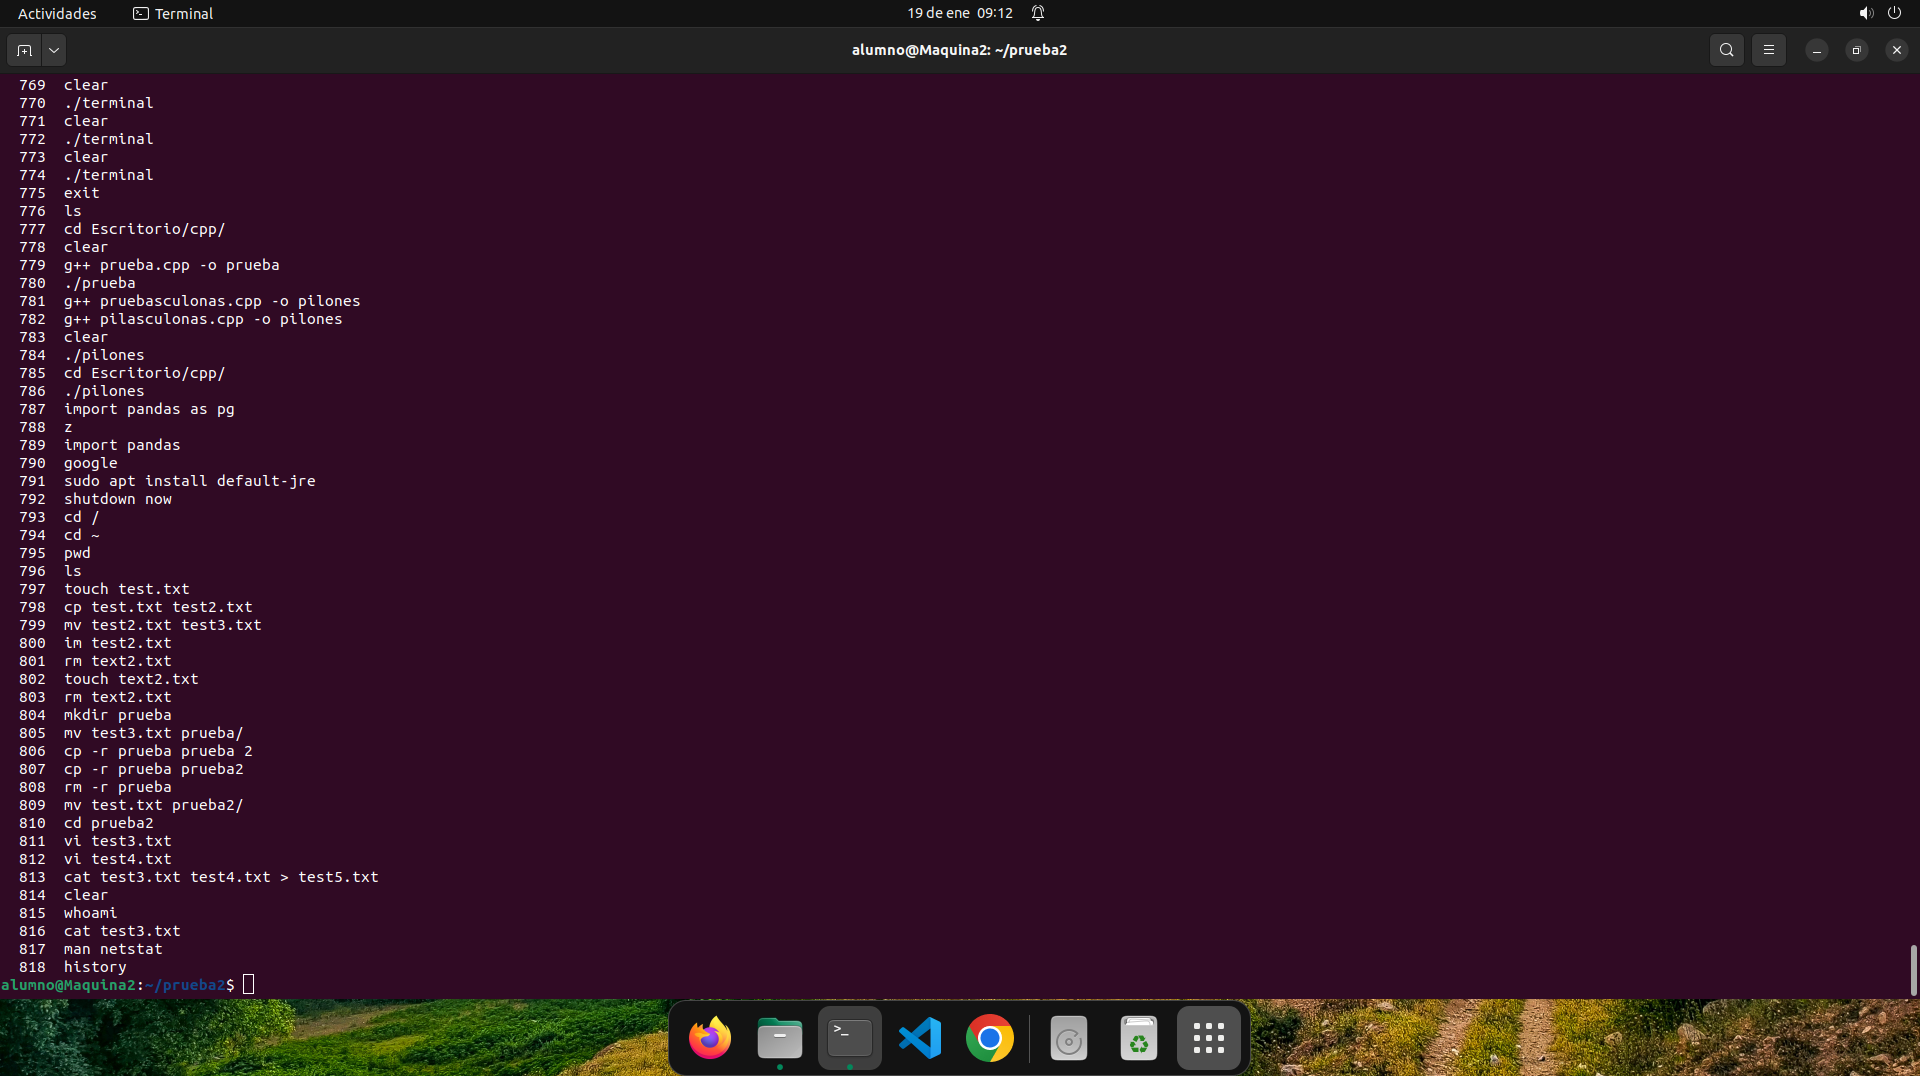 Actividades
Terminal
19 de ene 09:12
alumno@Maquina2: ~/prueba2
769 clear
770 ./terminal
771 clear
772 ./terminal
773 clear
774 ./terminal
775 exit
776 ls
777 cd Escritorio/cpp/
778 clear
779 g++ prueba.cpp -o prueba
780 ./prueba
781 g++ pruebasculonas.cpp -o pilones
782 g++ pilasculonas.cpp -o pilones
783 clear
784 ./pilones
785 cd Escritorio/cpp/
786 ./pilones
787 import pandas as pg
788 z
789 import pandas
790 google
791 sudo apt install default-jre
792 shutdown now
793 cd /
794 cd ~
795 pwd
796 ls
797 touch test.txt
798 cp test.txt test2.txt
799 mv test2.txt test3.txt
800 im test2.txt
801 rm text2.txt
802 touch text2.txt
803 rm text2.txt
804 mkdir prueba
805 mv test3.txt prueba/
806 cp -r prueba prueba 2
807 cp -r prueba prueba2
808 rm -r prueba
809 mv test.txt prueba2/
810 cd prueba2
811 vi test3.txt
812 vi test4.txt
813 cat test3.txt test4.txt > test5.txt
814 clear
815 whoami
816 cat test3.txt
817 man netstat
818 history
alumno@Maquina2:~/prueba2$